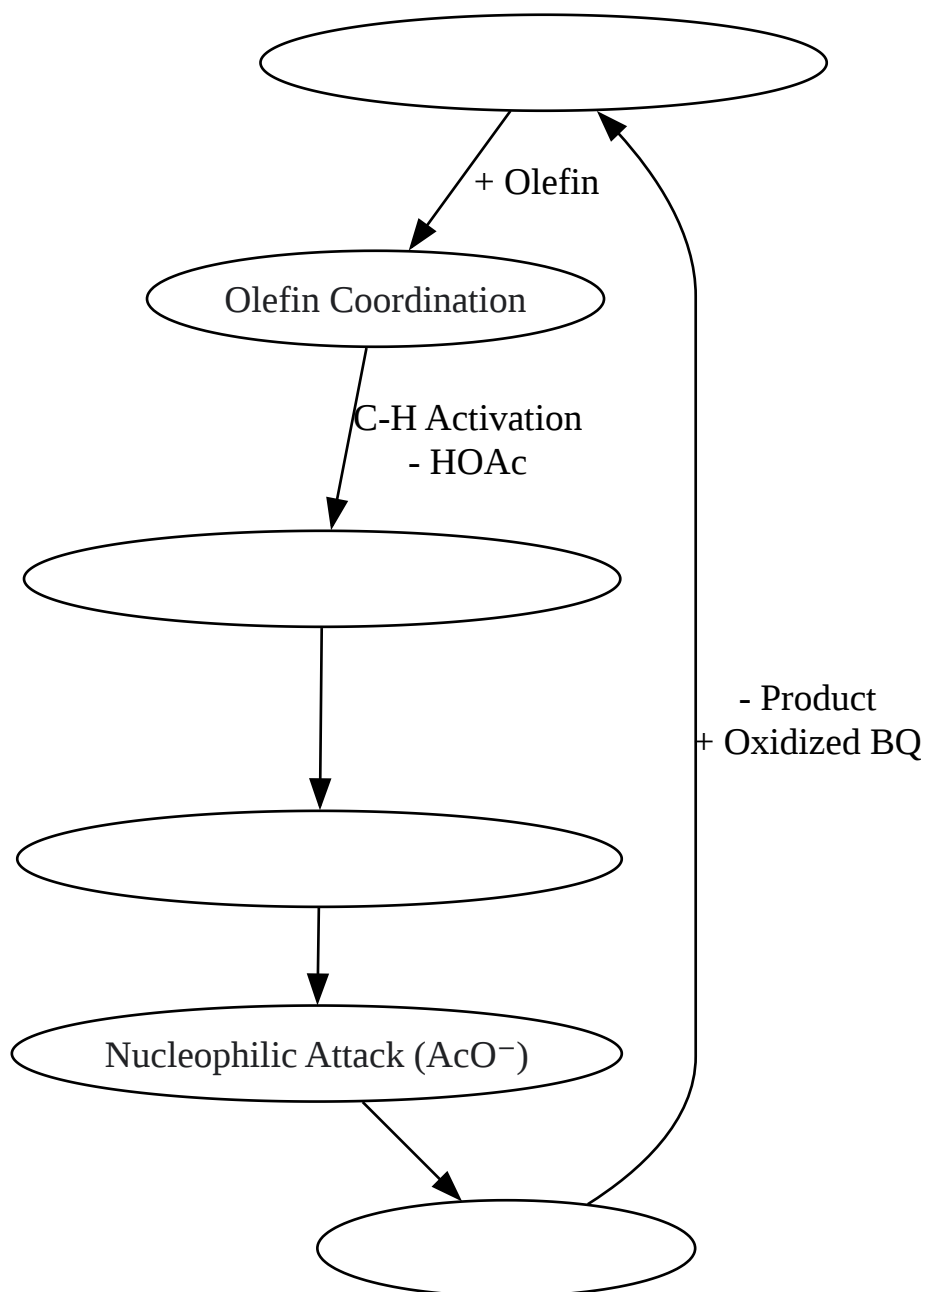 + Olefin
Olefin Coordination
C-H Activation
- HOAc
- Product
+ Oxidized BQ
Nucleophilic Attack (AcO⁻)